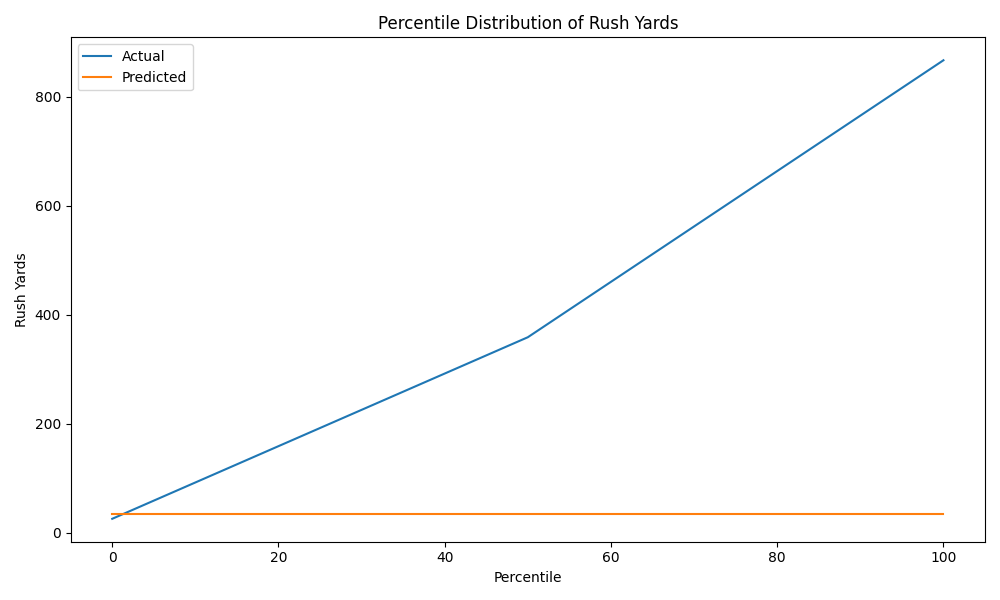 Percentile Distribution of Rush Yards
Actual
Predicted
Rush Yards
800
600
400
200
0
0 20 40 60 80 100
Percentile